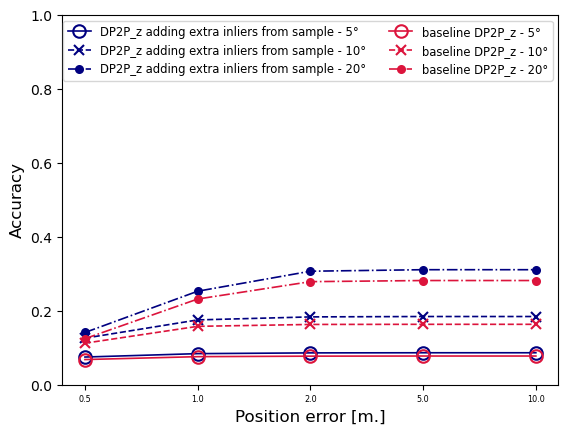 DP2P_z adding extra inliers from sample - 5°
DP2P_z adding extra inliers from sample - 10°
DP2P_z adding extra inliers from sample - 20°
baseline DP2P_z - 5°
baseline DP2P_z - 10°
baseline DP2P_z - 20°
1.0
0.8
0.6
0.4
0.2
0.0
Accuracy
0.5 1.0 2.0 5.0 10.0
Position error [m.]